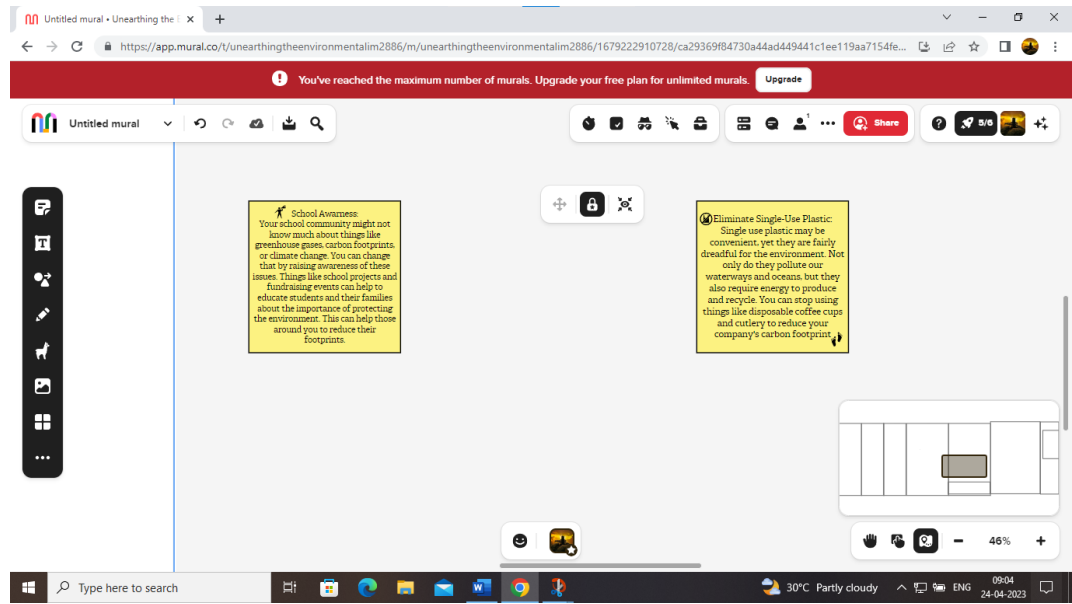 Untitled mural • Unearthing the
https://app.mural.co/t/unearthingtheenvironmentalim2886/m/unearthingtheenvironmentalim2886/1679222910728/ca29369f84730a44ad449441c1ee119aa7154fe...
You've reached the maximum number of murals. Upgrade your free plan for unlimited murals. Upgrade
Untitled mural
1
Share
5/6
School Awarness:
Your school community might not
know much about things like
greenhouse gases, carbon footprints,
or climate change. You can change
that by raising awareness of these
issues. Things like school projects and
fundraising events can help to
educate students and their families
about the importance of protecting
the environment. This can help those
around you to reduce their
footprints.
Eliminate Single-Use Plastic:
Single use plastic may be
convenient, yet they are fairly
dreadful for the environment. Not
only do they pollute our
waterways and oceans, but they
also require energy to produce
and recycle. You can stop using
things like disposable coffee cups
and cutlery to reduce your
company's carbon footprint
46%
Type here to search
30°C Partly cloudy
ENG
09:04
24-04-2023